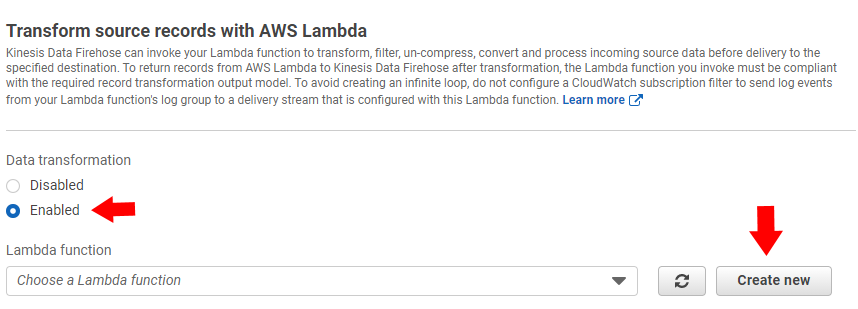 Transform source records with AWS Lambda
Kinesis Data Firehose can invoke your Lambda function to transform, filter, un-compress, convert and process incoming source data before delivery to the
specified destination. To return records from AWS Lambda to Kinesis Data Firehose after transformation, the Lambda function you invoke must be compliant
with the required record transformation output model. To avoid creating an infinite loop, do not configure a CloudWatch subscription filter to send log events
from your Lambda function's log group to a delivery stream that is configured with this Lambda function. Learn more
Data transformation
Disabled
Enabled
Lambda function
Choose a Lambda function
Create new